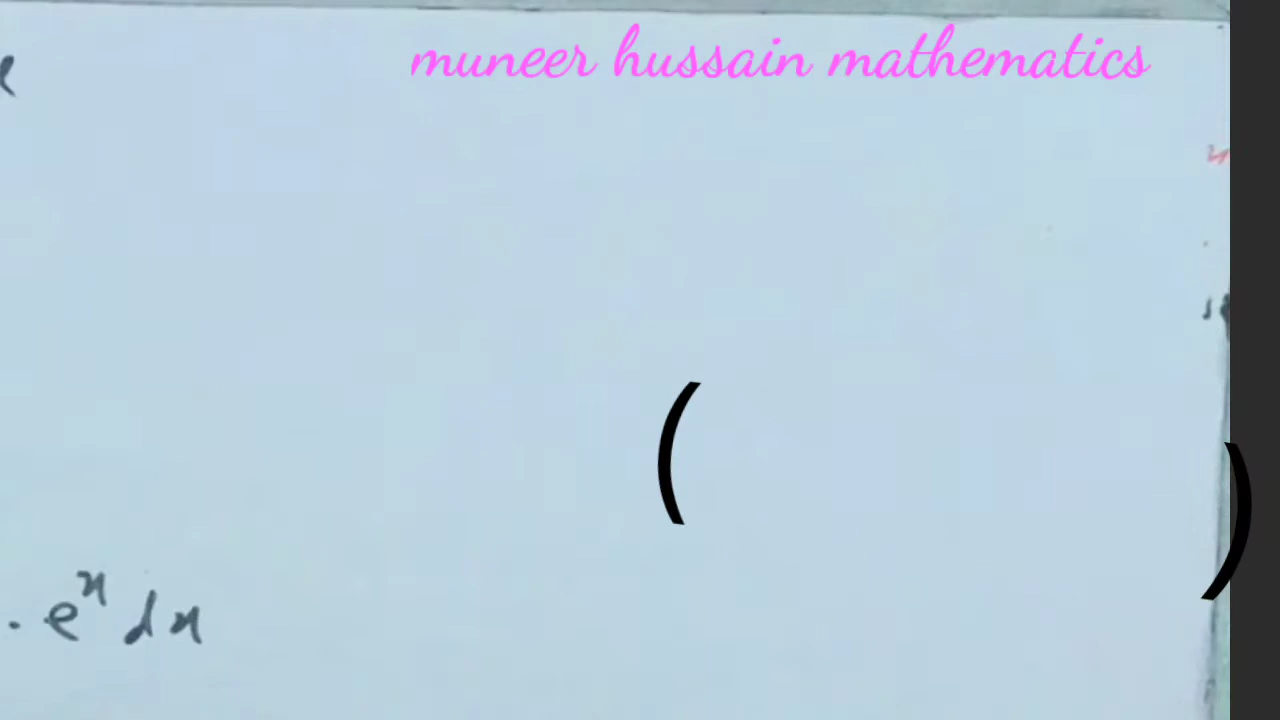 muneer hussain mathematics
(
)
. e^x dx